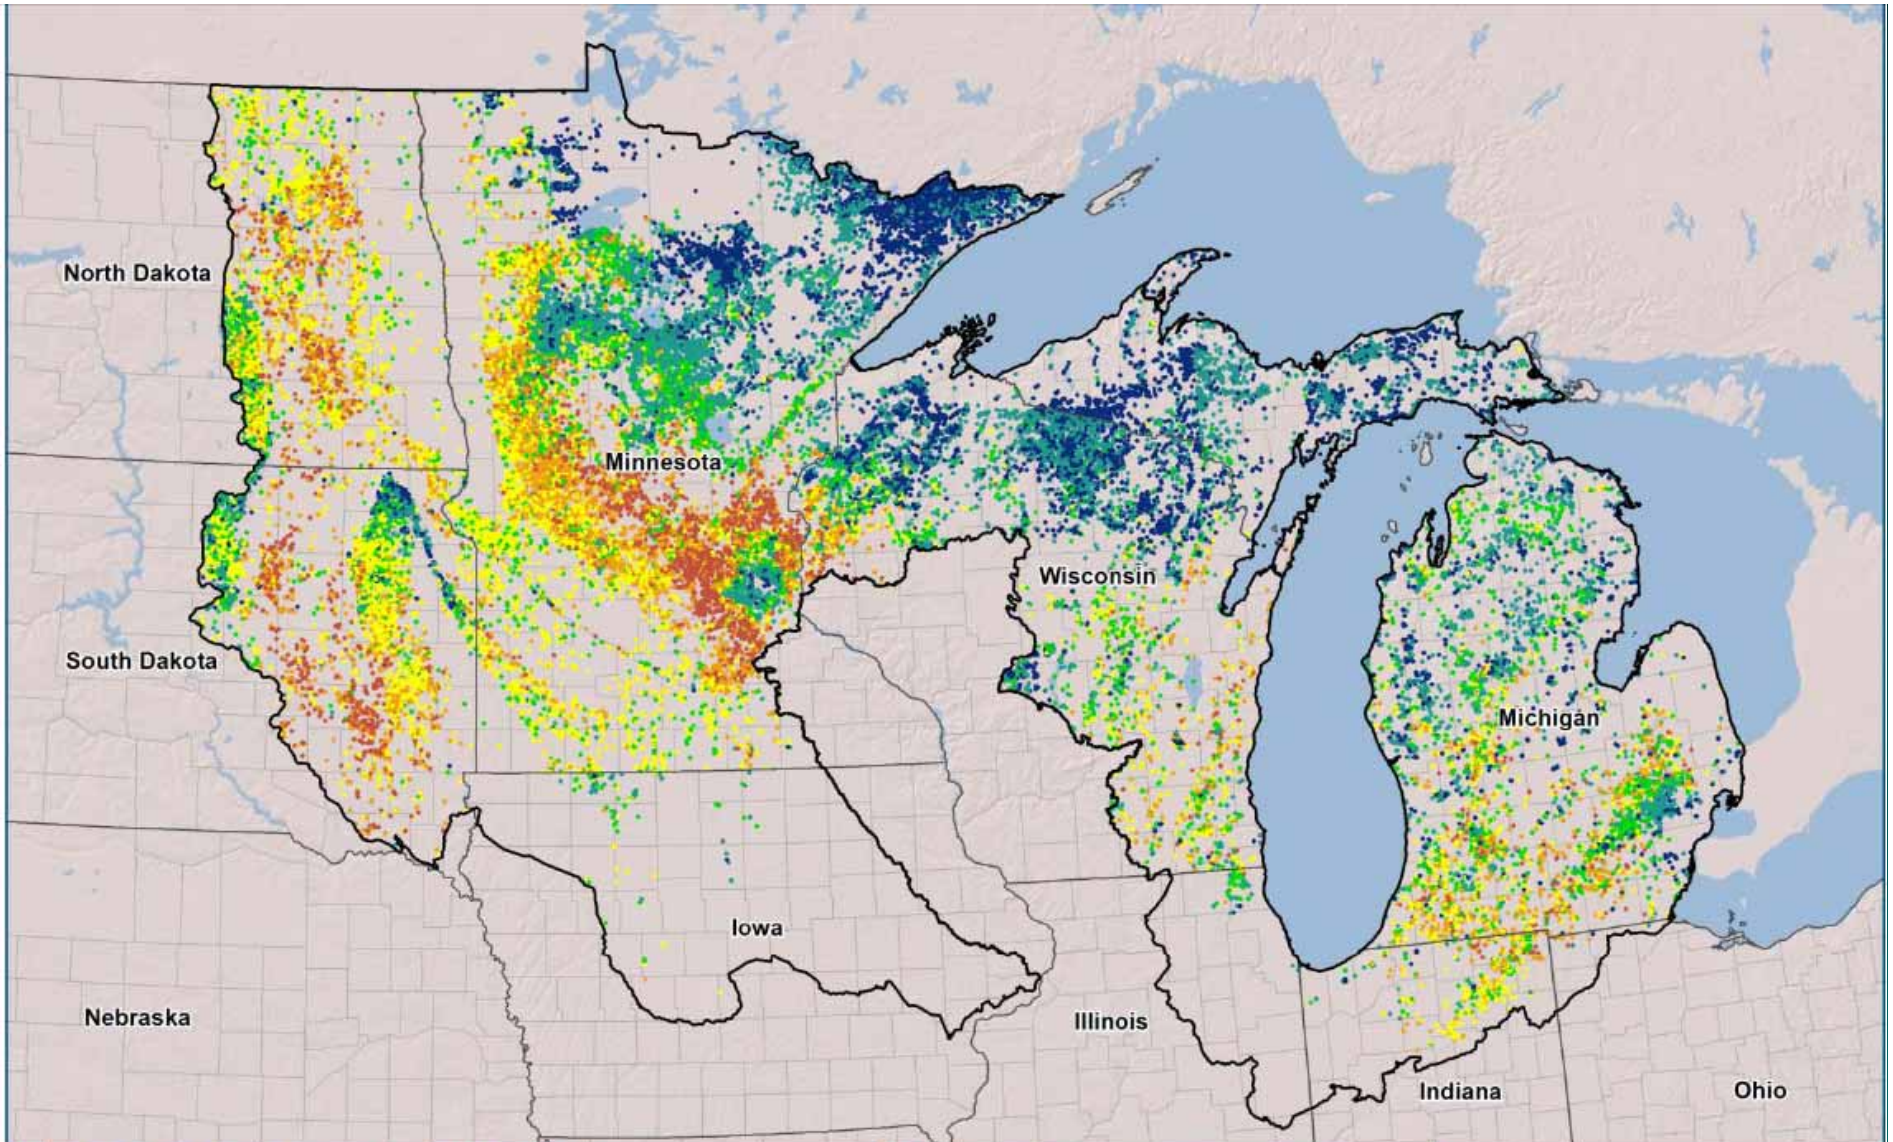 North Dakota
Minnesota
Wisconsin
South Dakota
Michigan
Iowa
Nebraska
Illinois
Indiana
Ohio